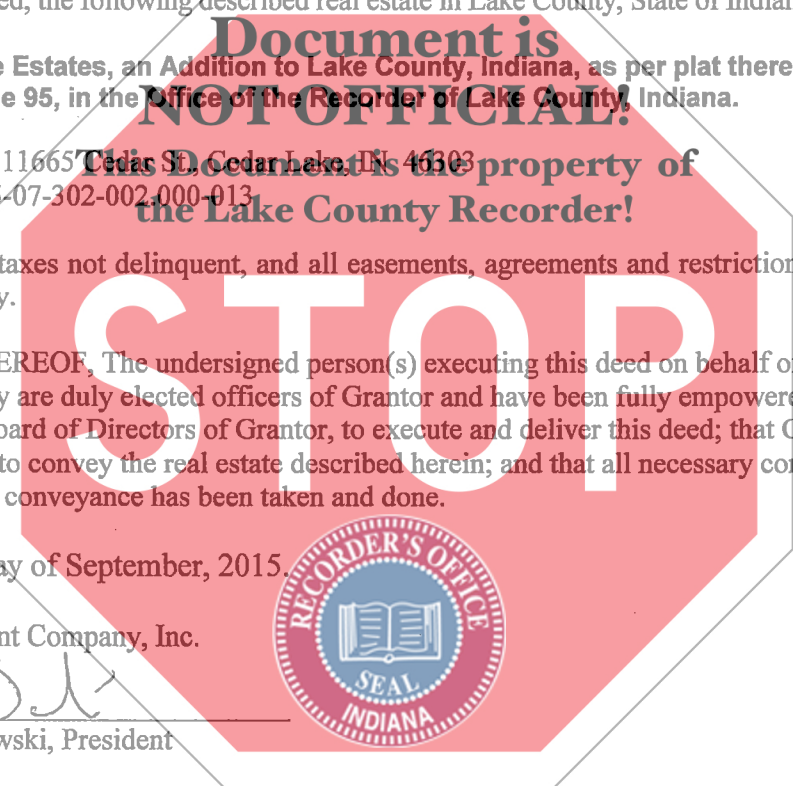 ed, the following described real estate in Lake County, State of Indian
Document is
e Estates, an Addition to Lake County, Indiana, as per plat there
NOT OFFICIAL!
e 95, in the Office of the Recorder of Lake County, Indiana.
This Document is the property of
11665 Cedar St., Cedar Lake, IN 46303
-07-302-002.000-013
the Lake County Recorder!
taxes not delinquent, and all easements, agreements and restriction
y.
STOP
EREOF, The undersigned person(s) executing this deed on behalf o
y are duly elected officers of Grantor and have been fully empowere
oard of Directors of Grantor, to execute and deliver this deed; that G
to convey the real estate described herein; and that all necessary cor
conveyance has been taken and done.
ay of September, 2015.
RECORDER'S OFFICE
SEAL
INDIANA
nt Company, Inc.
wski, President